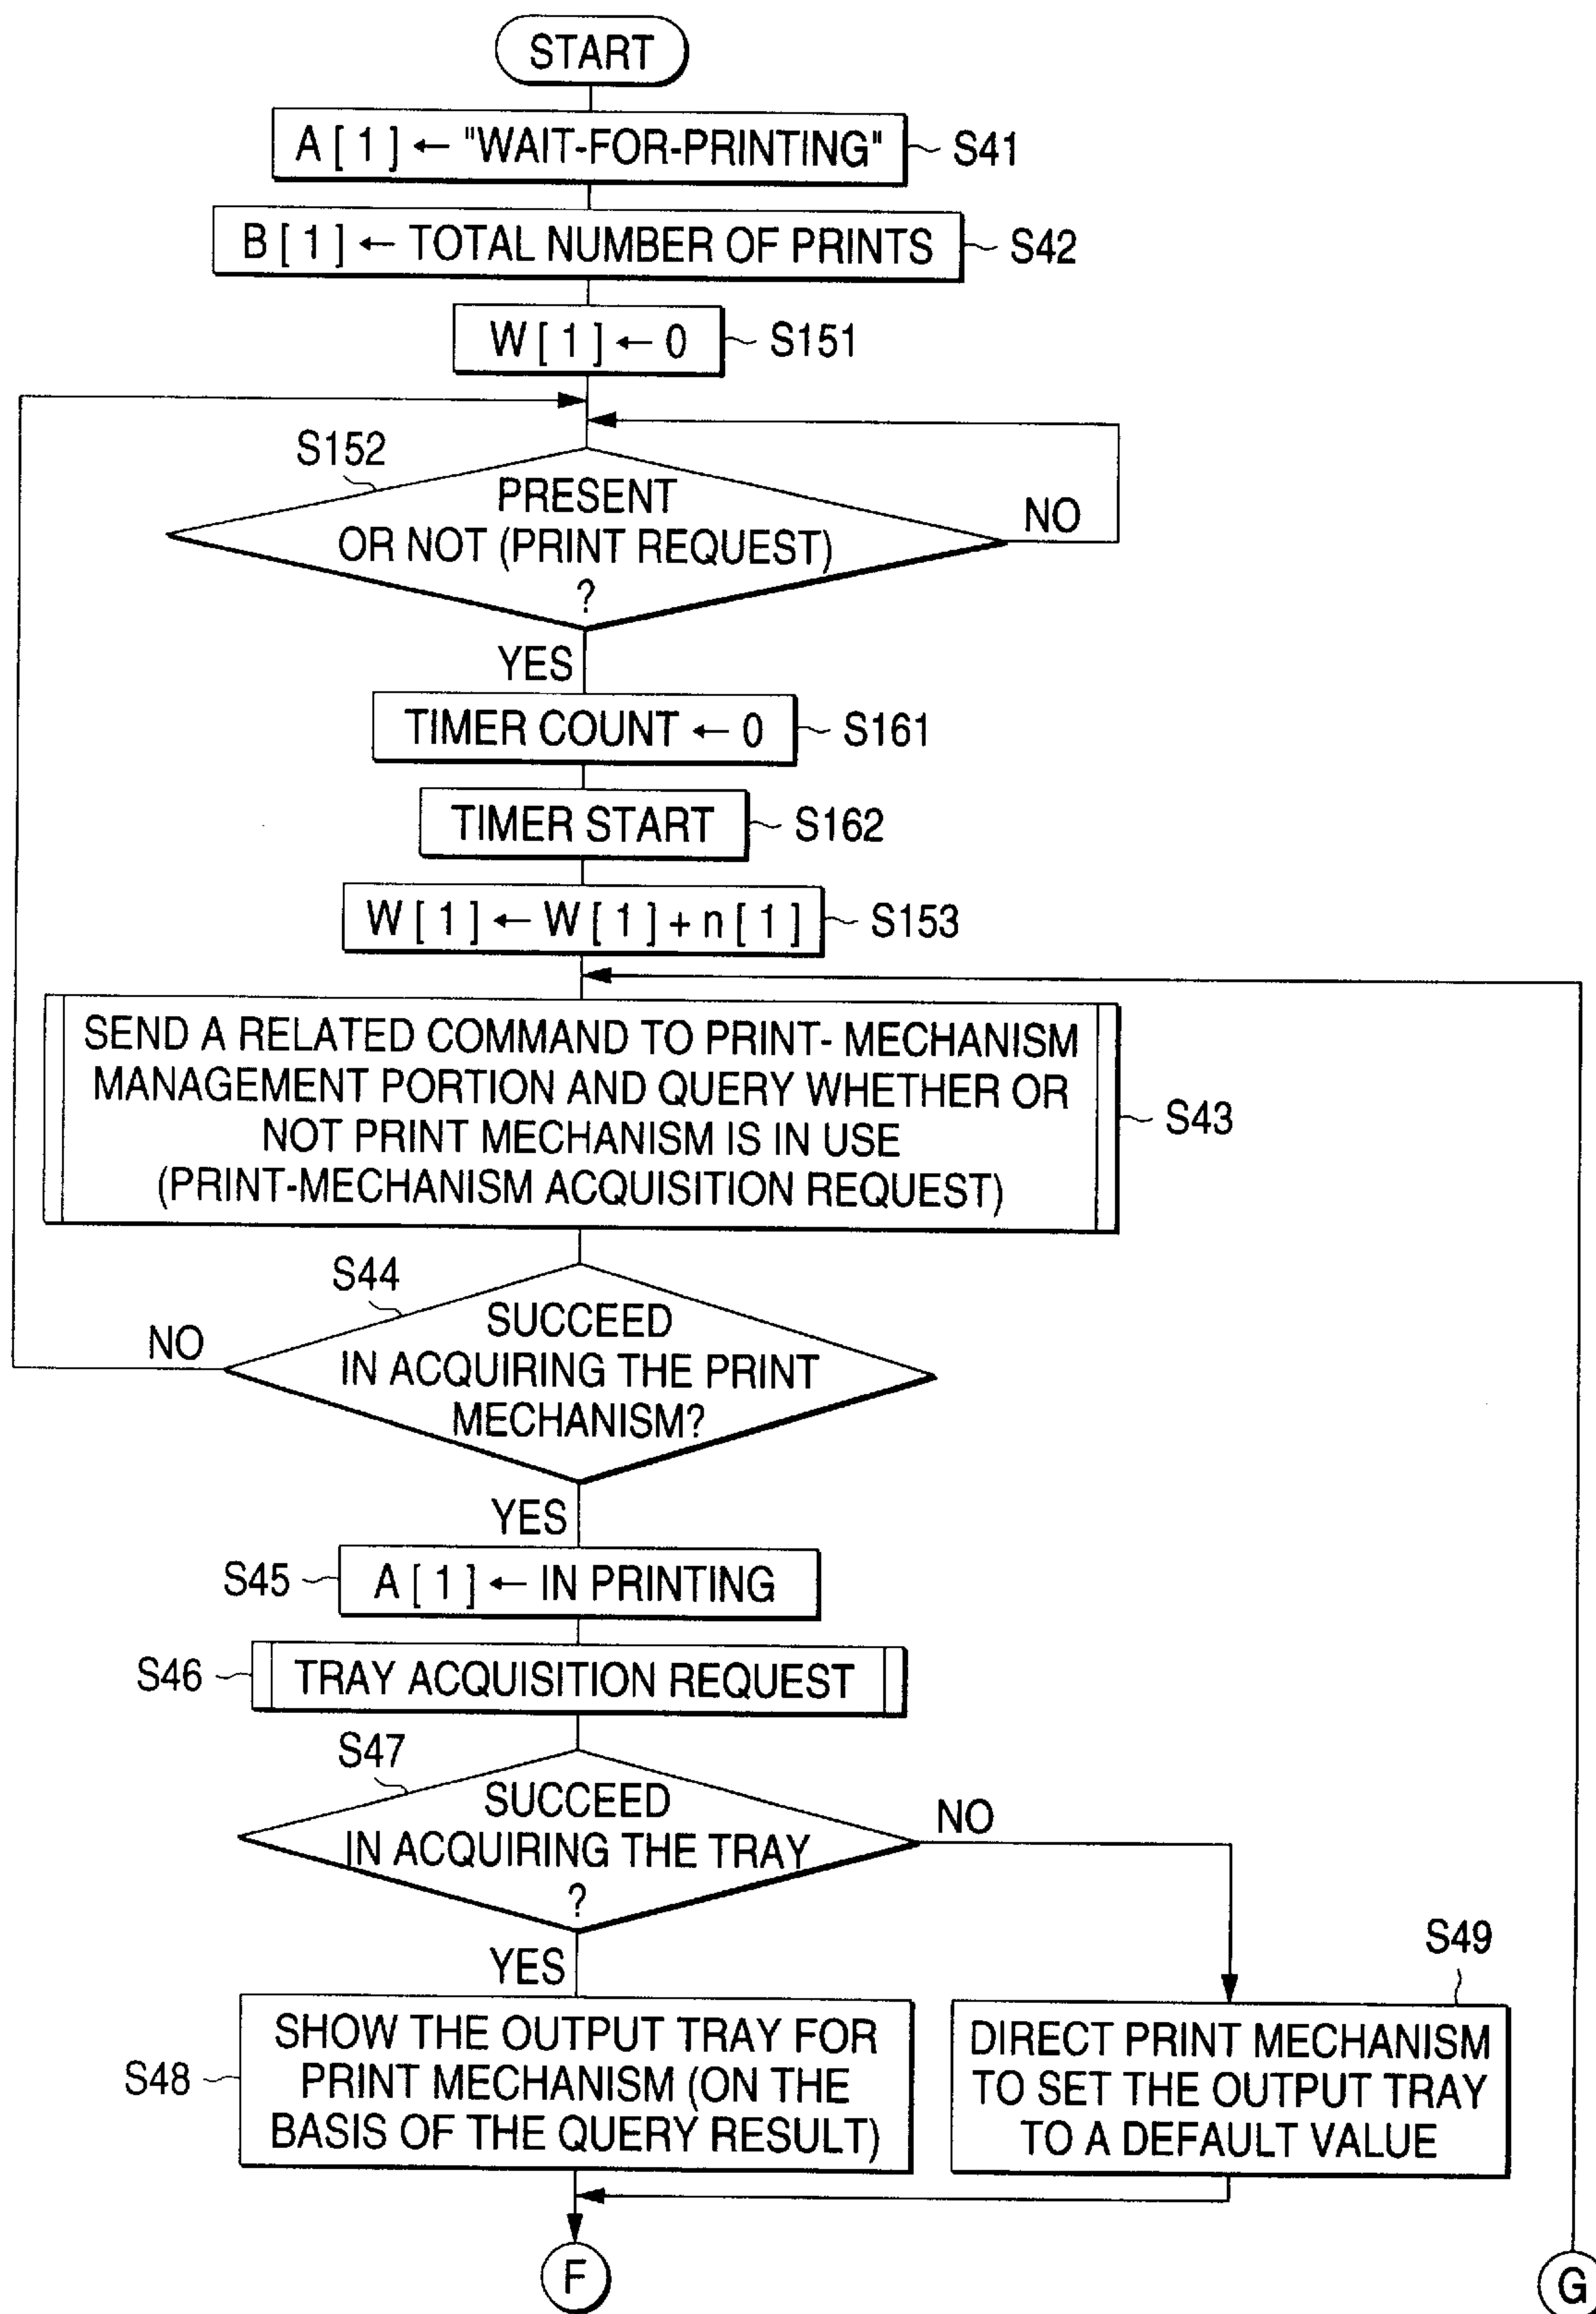 START
A [ 1 ] ← "WAIT-FOR-PRINTING"
S41
B [ 1 ] ← TOTAL NUMBER OF PRINTS
S42
W [ 1 ] ← 0
S151
S152
PRESENT
OR NOT (PRINT REQUEST)
?
NO
YES
TIMER COUNT ← 0
S161
TIMER START
S162
W [ 1 ] ← W [ 1 ] + n [ 1 ]
S153
SEND A RELATED COMMAND TO PRINT- MECHANISM
MANAGEMENT PORTION AND QUERY WHETHER OR
NOT PRINT MECHANISM IS IN USE
(PRINT-MECHANISM ACQUISITION REQUEST)
S43
S44
SUCCEED
IN ACQUIRING THE PRINT
MECHANISM?
NO
YES
S45
A [ 1 ] ← IN PRINTING
S46
TRAY ACQUISITION REQUEST
S47
SUCCEED
IN ACQUIRING THE TRAY
?
NO
YES
S48
SHOW THE OUTPUT TRAY FOR
PRINT MECHANISM (ON THE
BASIS OF THE QUERY RESULT)
S49
DIRECT PRINT MECHANISM
TO SET THE OUTPUT TRAY
TO A DEFAULT VALUE
F
G